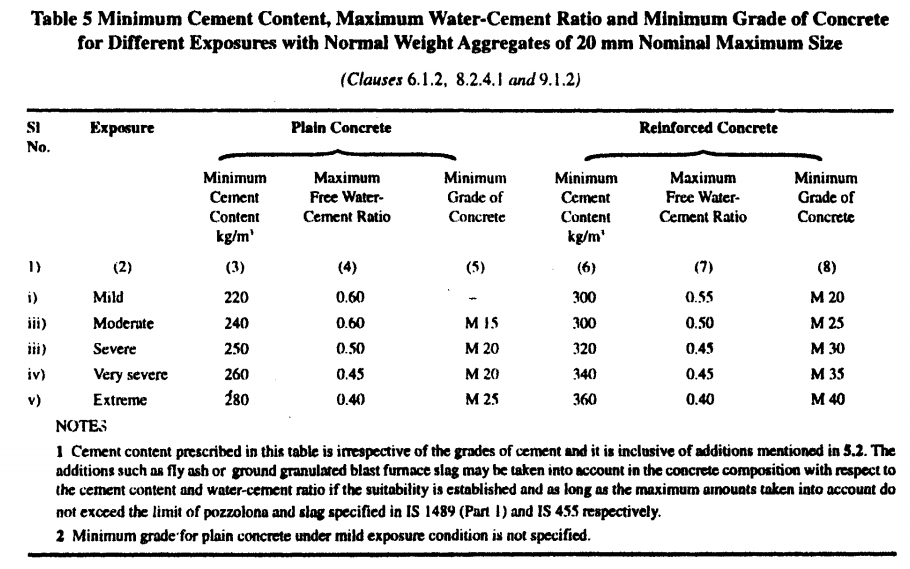 Table 5 Minimum Cement Content, Maximum Water-Cement Ratio and Minimum Grade of Concrete
for Different Exposures with Normal Weight Aggregates of 20 mm Nominal Maximum Size
(Clauses 6.1.2, 8.2.4.1 and 9.1.2)
Sl No. Exposure Plain Concrete Reinforced Concrete
Minimum Cement Content kg/m³ Maximum Free Water-Cement Ratio Minimum Grade of Concrete Minimum Cement Content kg/m³ Maximum Free Water-Cement Ratio Minimum Grade of Concrete
1) (2) (3) (4) (5) (6) (7) (8)
i) Mild 220 0.60 – 300 0.55 M 20
iii) Moderate 240 0.60 M 15 300 0.50 M 25
iii) Severe 250 0.50 M 20 320 0.45 M 30
iv) Very severe 260 0.45 M 20 340 0.45 M 35
v) Extreme 280 0.40 M 25 360 0.40 M 40
NOTES
1 Cement content prescribed in this table is irrespective of the grades of cement and it is inclusive of additions mentioned in 5.2. The
additions such as fly ash or ground granulated blast furnace slag may be taken into account in the concrete composition with respect to
the cement content and water-cement ratio if the suitability is established and as long as the maximum amounts taken into account do
not exceed the limit of pozzolona and slag specified in IS 1489 (Part 1) and IS 455 respectively.
2 Minimum grade for plain concrete under mild exposure condition is not specified.